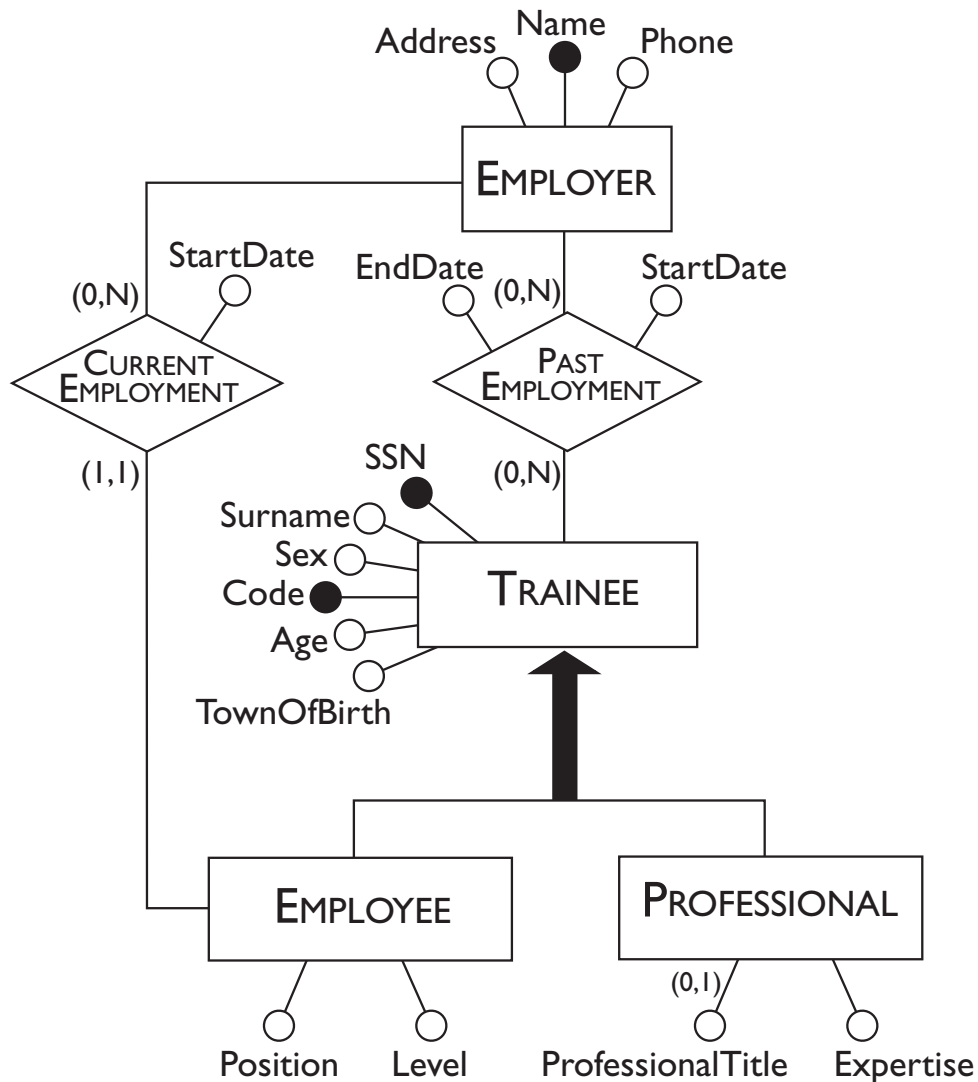 Name
Address
Phone
EMPLOYER
StartDate
EndDate
StartDate
(0,N)
(0,N)
CURRENT
EMPLOYMENT
PAST
EMPLOYMENT
(1,1)
SSN
(0,N)
Surname
Sex
Code
TRAINEE
Age
TownOfBirth
EMPLOYEE
PROFESSIONAL
(0,1)
Position
Level
ProfessionalTitle
Expertise